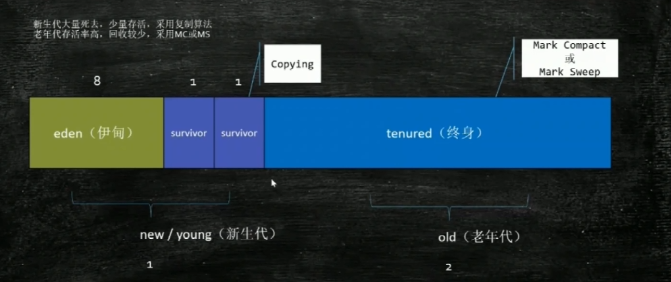 新生代大量死去，少量存活，采用复制算法
老年代存活率高，回收较少，采用MC或MS
Copying
Mark Compact
或
Mark Sweep
8
1
1
eden（伊甸）
survivor
survivor
tenured（终身）
new / young（新生代）
old（老年代）
1
2